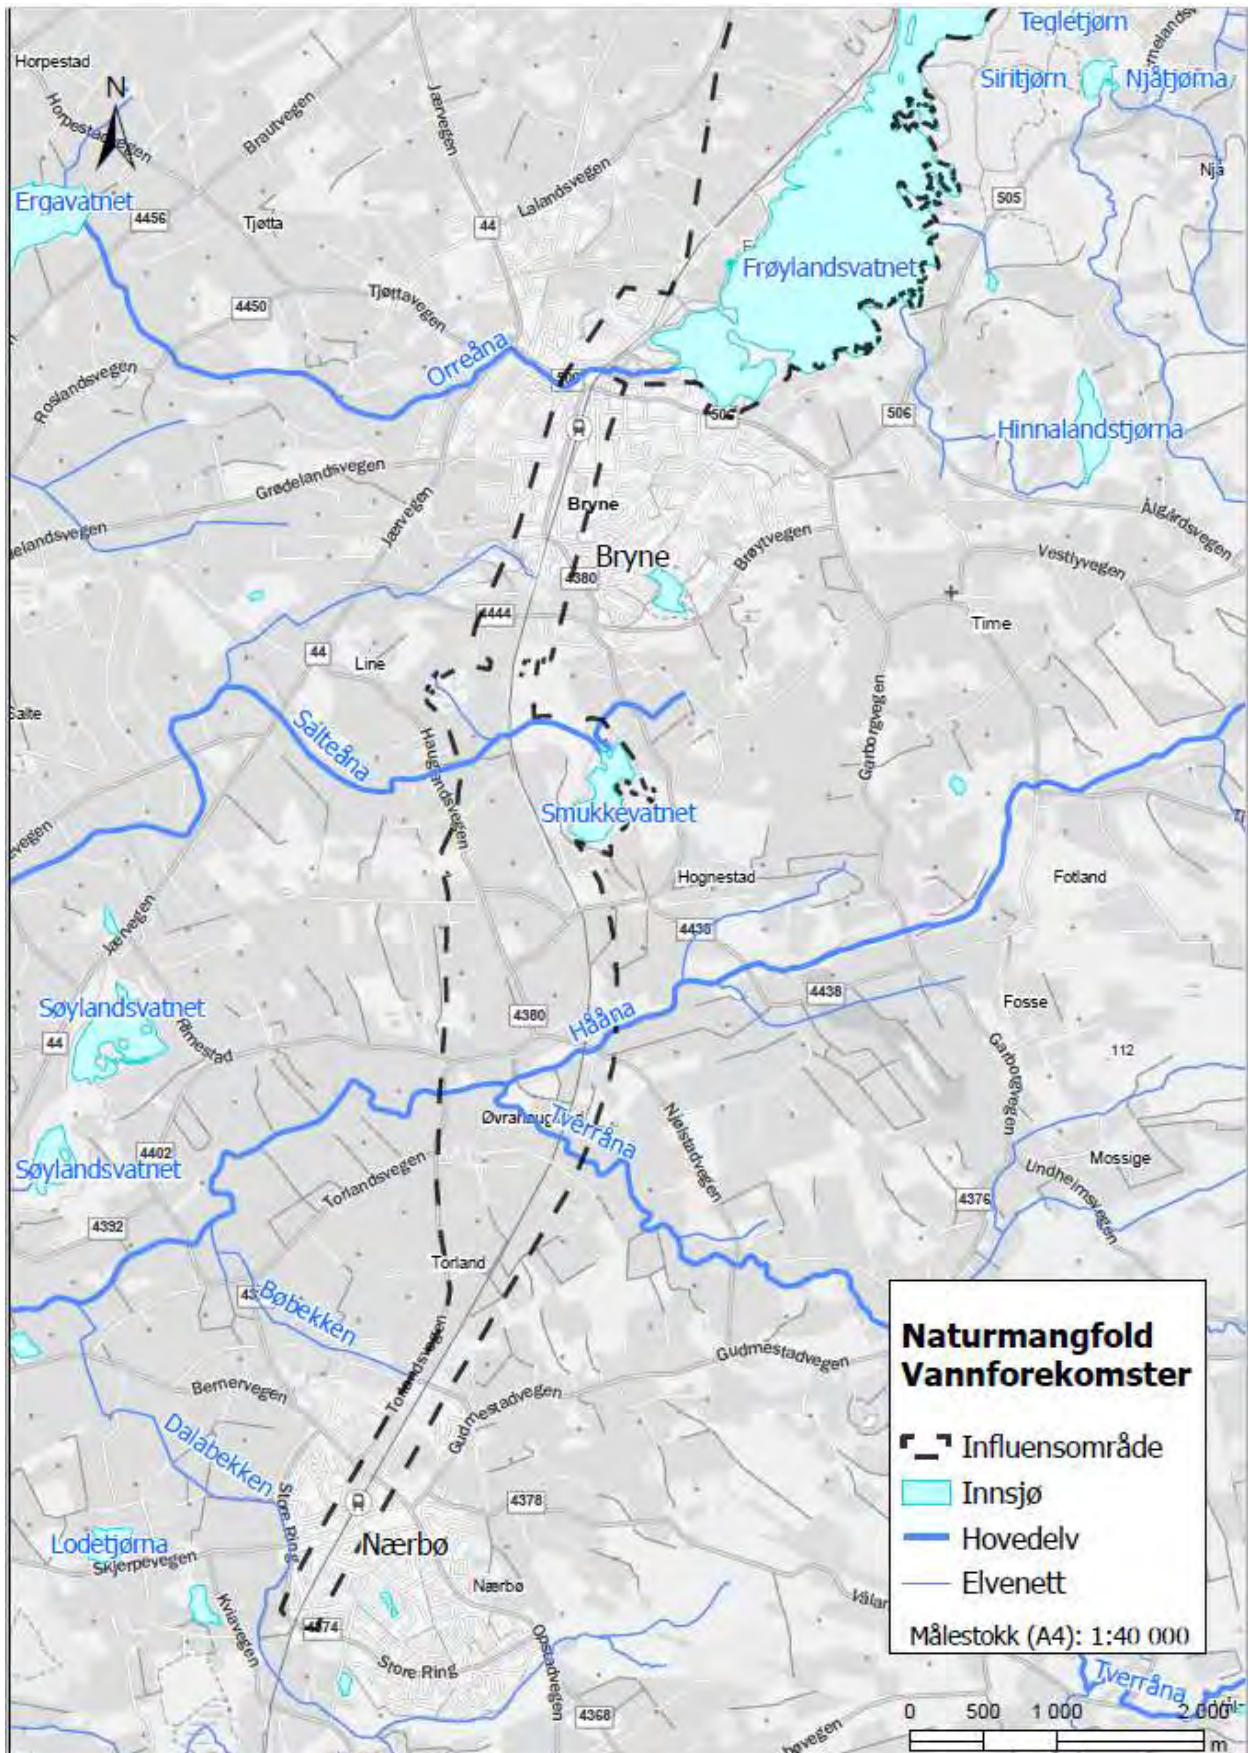 Tegletjørn
Horpestad
Siritjørn
Njåtjørna
N
Jærvegen
Horpestadvegen
Brautvegen
Njå
Ergavatnet
4456
Tjøtta
44
Lalandsvegen
505
Frøylandsvatnet
4450
Tjøttavegen
Orreåna
Roslandsvegen
506
506
Hinnalandstjørna
Grødelandsvegen
Jærvegen
Bryne
Ålgårdsvegen
Bryne
Brøytvegen
Vestlyvegen
4380
4444
Time
44
Line
Salte
Salteåna
Garborgvegen
Hauglandsvegen
Smukkevatnet
Hognestad
Fotland
Jærvegen
Søylandsvatnet
4438
Fosse
4380
Hååna
44
Rimestad
112
Garborgvegen
Tverråna
Njølstadvegen
Søylandsvatnet
4402
Mossige
Torlandsvegen
Undheimsvegen
4376
4392
Torland
Bøbekken
Torlandsvegen
Gudmestadvegen
Bernervegen
Gudmestadvegen
Dalabekken
Store Ring
4378
Lodetjørna
Skjerpevegen
Nærbø
Nærbø
Kviavegen
4374
Store Ring
Opstadvegen
4368
Naturmangfold
Vannforekomster
Influensområde
Innsjø
Hovedelv
Elvenett
Målestokk (A4): 1:40 000
Tverråna
0 500 1 000 2 000
m